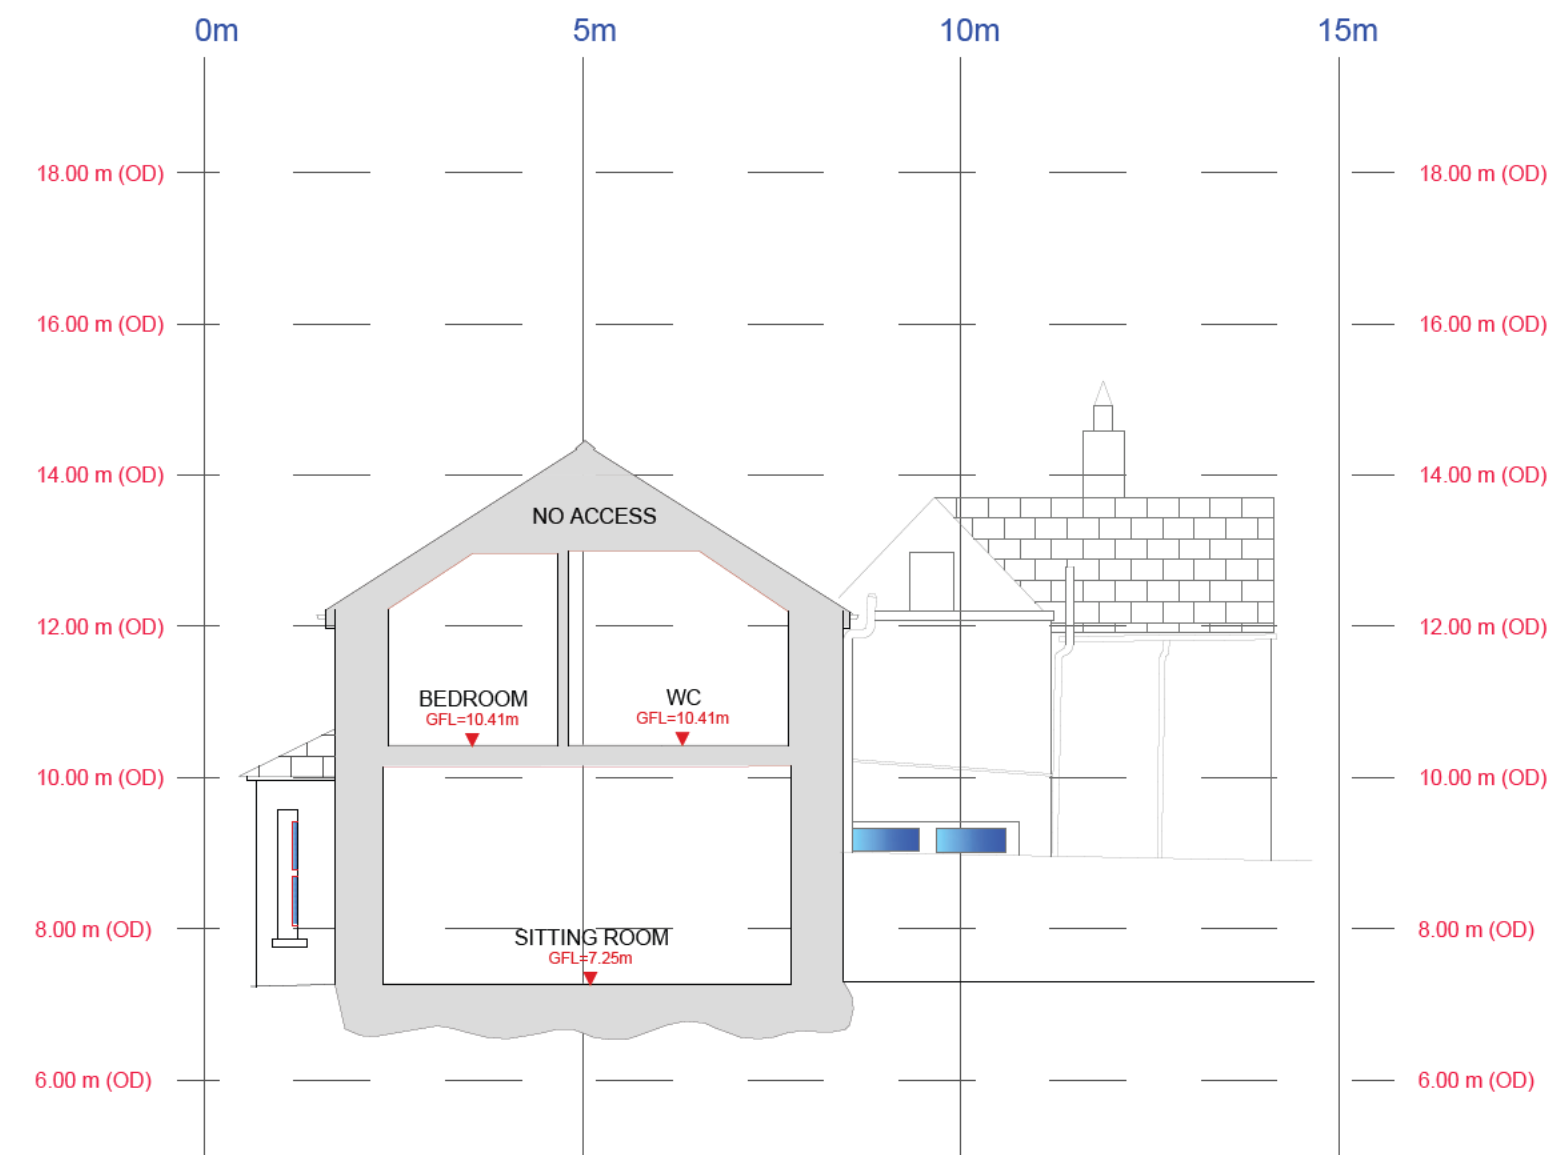 0m 5m 10m 15m
18.00 m (OD) 18.00 m (OD)
16.00 m (OD) 16.00 m (OD)
14.00 m (OD) 14.00 m (OD)
NO ACCESS
12.00 m (OD) 12.00 m (OD)
BEDROOM WC
GFL=10.41m GFL=10.41m
10.00 m (OD) 10.00 m (OD)
8.00 m (OD) 8.00 m (OD)
SITTING ROOM
GFL=7.25m
6.00 m (OD) 6.00 m (OD)